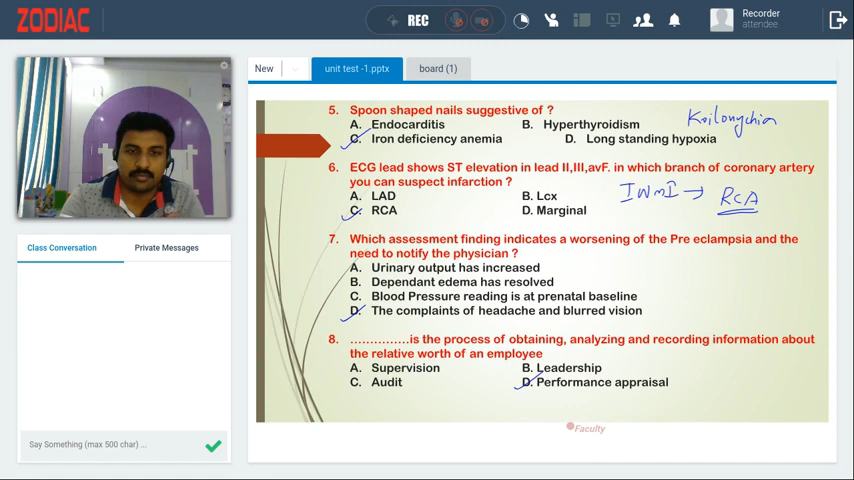 ZODIAC
REC
Recorder
attendee
New
unit test -1.pptx
board (1)
5. Spoon shaped nails suggestive of ?
A. Endocarditis B. Hyperthyroidism
C. Iron deficiency anemia D. Long standing hypoxia
Koilonychia
6. ECG lead shows ST elevation in lead II,III,avF. in which branch of coronary artery
you can suspect infarction ?
A. LAD B. Lcx
C. RCA D. Marginal
IWMI → RCA
7. Which assessment finding indicates a worsening of the Pre eclampsia and the
need to notify the physician ?
A. Urinary output has increased
B. Dependant edema has resolved
C. Blood Pressure reading is at prenatal baseline
D. The complaints of headache and blurred vision
8. ...............is the process of obtaining, analyzing and recording information about
the relative worth of an employee
A. Supervision B. Leadership
C. Audit D. Performance appraisal
Faculty
Class Conversation
Private Messages
Say Something (max 500 char) ...